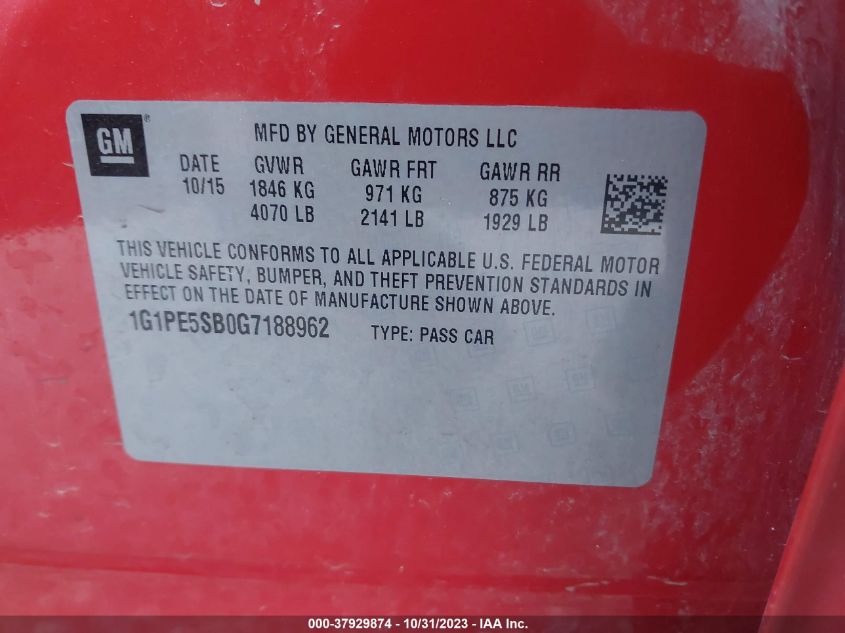 GM ®
MFD BY GENERAL MOTORS LLC
DATE GVWR GAWR FRT GAWR RR
10/15 1846 KG 971 KG 875 KG
4070 LB 2141 LB 1929 LB
THIS VEHICLE CONFORMS TO ALL APPLICABLE U.S. FEDERAL MOTOR
VEHICLE SAFETY, BUMPER, AND THEFT PREVENTION STANDARDS IN
EFFECT ON THE DATE OF MANUFACTURE SHOWN ABOVE.
1G1PE5SB0G7188962 TYPE: PASS CAR
000-37929874 - 10/31/2023 - IAA Inc.